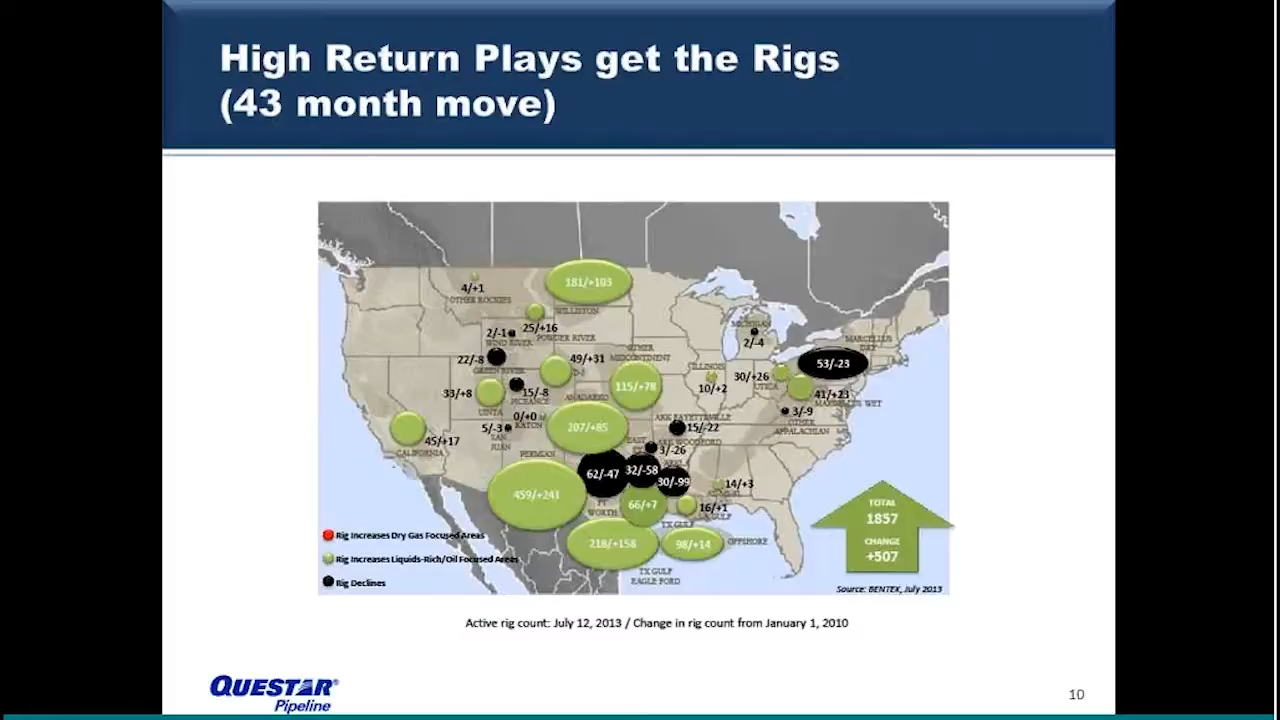 High Return Plays get the Rigs
(43 month move)
181/+103
4/+1
OTHER ROCKIES
WILLISTON
25/+16
POWDER RIVER
2/-1
WIND RIVER
22/-8
GREEN RIVER
49/+31
D-J
OTHER
MIDCONTINENT
115/+78
MICHIGAN
2/-4
MARCELLUS
DRY
53/-23
ILLINOIS
10/+2
30/+26
UTICA
41/+23
MARCELLUS WET
33/+8
UINTA
15/-8
PICEANCE
ANADARKO
207/+85
0/+0
RATON
5/-3
SAN
JUAN
3/-9
OTHER
APPALACHIAN
ARK FAYETTEVILLE
15/-22
ARK WOODFORD
3/-26
45/+17
CALIFORNIA
PERMIAN
459/+241
EAST
62/-47
32/-58
30/-99
FT
WORTH
66/+7
TX GULF
14/+3
16/+1
LA GULF
218/+158
98/+14
OFFSHORE
TX GULF
EAGLE FORD
TOTAL
1857
CHANGE
+507
Rig Increases Dry Gas Focused Areas
Rig Increases Liquids-Rich/Oil Focused Areas
Rig Declines
Source: BENTEK, July 2013
Active rig count: July 12, 2013 / Change in rig count from January 1, 2010
QUESTAR®
Pipeline
10